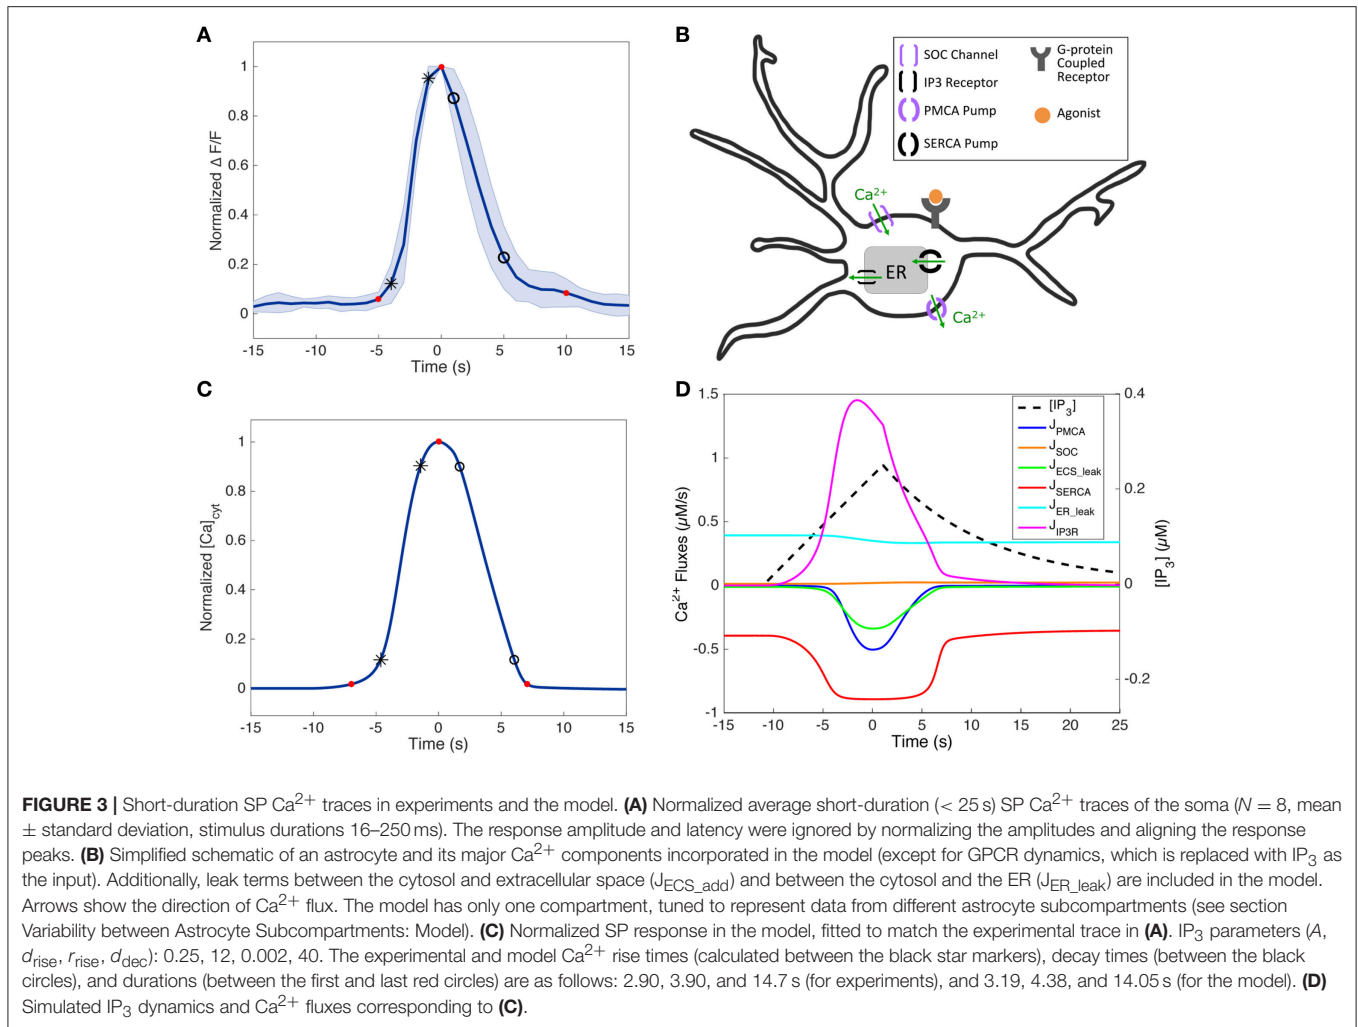 A
Normalized Δ F/F
1
0.8
0.6
0.4
0.2
0
-15 -10 -5 0 5 10 15
Time (s)
B
SOC Channel
IP3 Receptor
PMCA Pump
SERCA Pump
G-protein
Coupled
Receptor
Agonist
Ca2+
ER
Ca2+
C
Normalized [Ca]cyt
1
0.8
0.6
0.4
0.2
0
-15 -10 -5 0 5 10 15
Time (s)
D
Ca2+ Fluxes (µM/s)
1.5
1
0.5
0
-0.5
-1
[IP3]
JPMCA
JSOC
JECS_leak
JSERCA
JER_leak
JIP3R
0.4
0.2
0
-0.2
[IP3] (µM)
-15 -10 -5 0 5 10 15 20 25
Time (s)
FIGURE 3 | Short-duration SP Ca2+ traces in experiments and the model. (A) Normalized average short-duration (< 25 s) SP Ca2+ traces of the soma (N = 8, mean
± standard deviation, stimulus durations 16–250 ms). The response amplitude and latency were ignored by normalizing the amplitudes and aligning the response
peaks. (B) Simplified schematic of an astrocyte and its major Ca2+ components incorporated in the model (except for GPCR dynamics, which is replaced with IP3 as
the input). Additionally, leak terms between the cytosol and extracellular space (JECS_add) and between the cytosol and the ER (JER_leak) are included in the model.
Arrows show the direction of Ca2+ flux. The model has only one compartment, tuned to represent data from different astrocyte subcompartments (see section
Variability between Astrocyte Subcompartments: Model). (C) Normalized SP response in the model, fitted to match the experimental trace in (A). IP3 parameters (A,
drise, rrise, ddec): 0.25, 12, 0.002, 40. The experimental and model Ca2+ rise times (calculated between the black star markers), decay times (between the black
circles), and durations (between the first and last red circles) are as follows: 2.90, 3.90, and 14.7 s (for experiments), and 3.19, 4.38, and 14.05 s (for the model). (D)
Simulated IP3 dynamics and Ca2+ fluxes corresponding to (C).